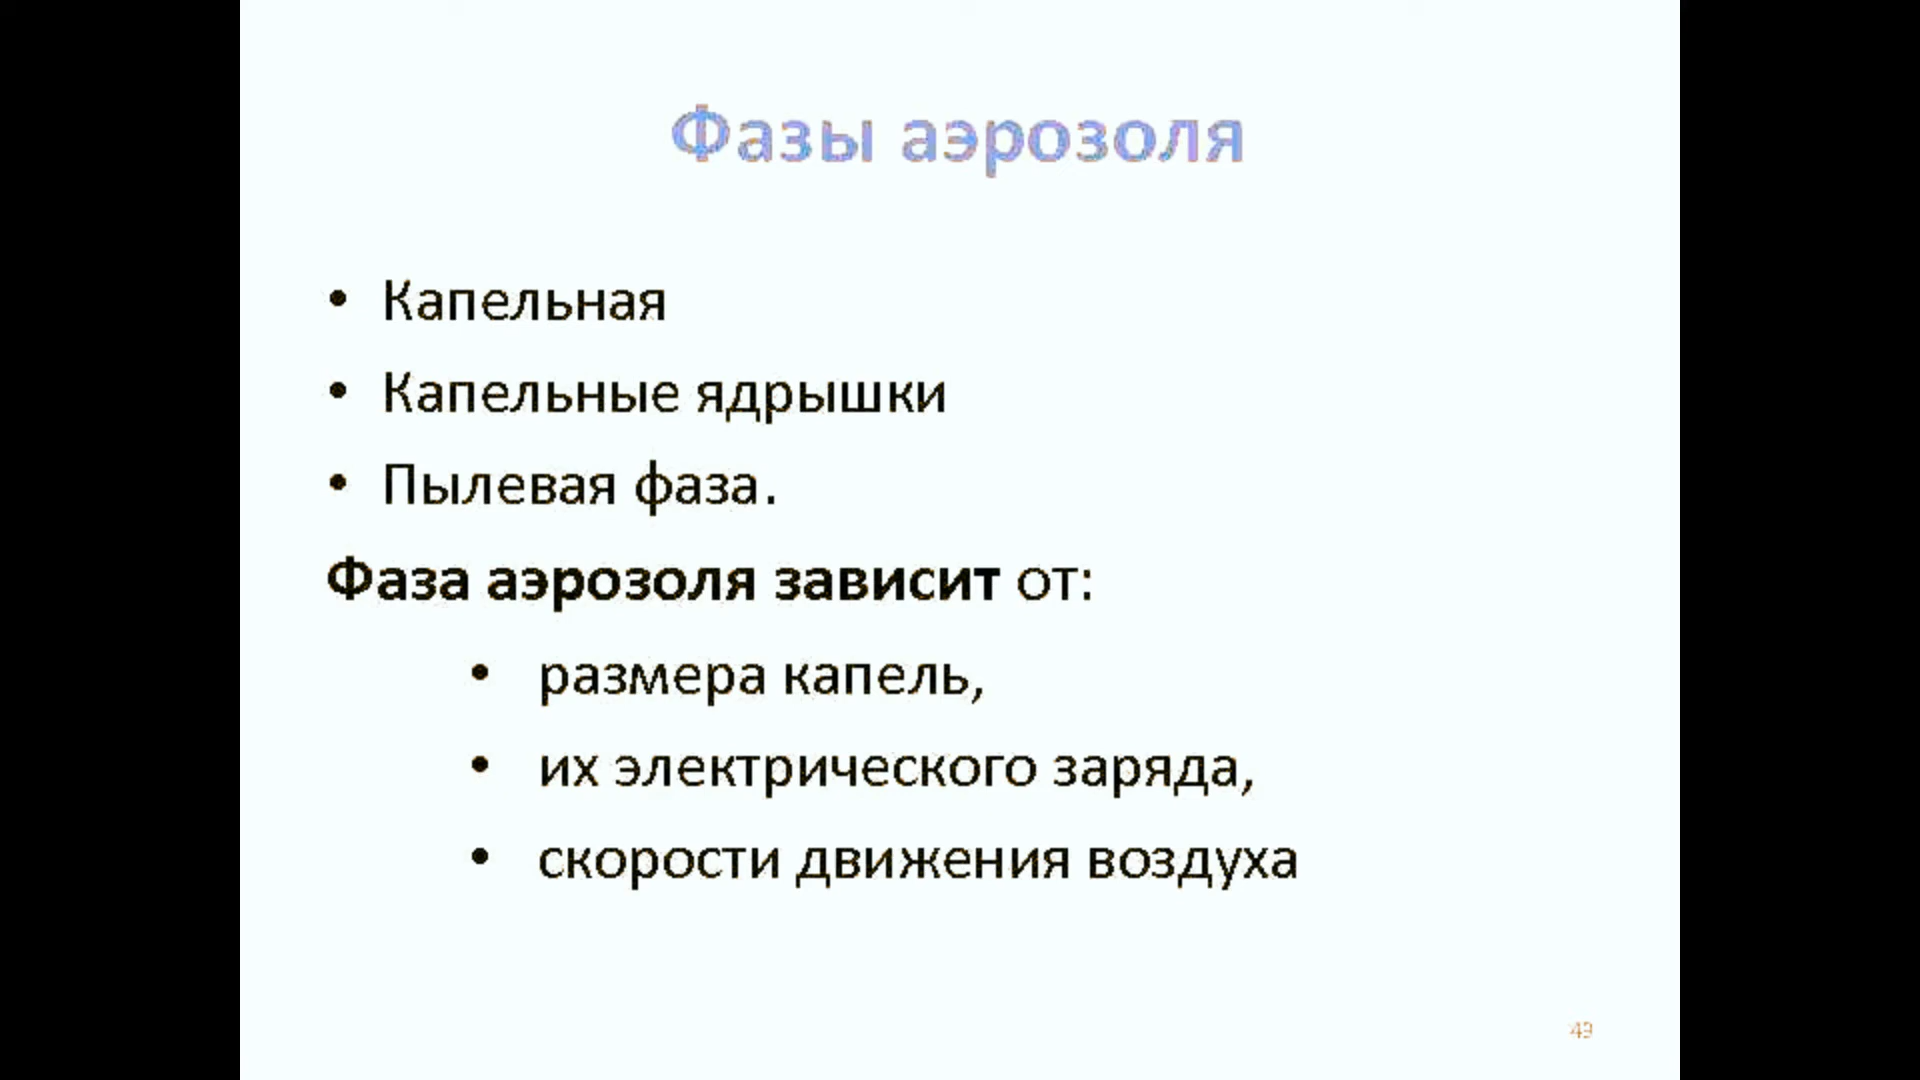 Фазы аэрозоля
• Капельная
• Капельные ядрышки
• Пылевая фаза.
Фаза аэрозоля зависит от:
• размера капель,
• их электрического заряда,
• скорости движения воздуха
43